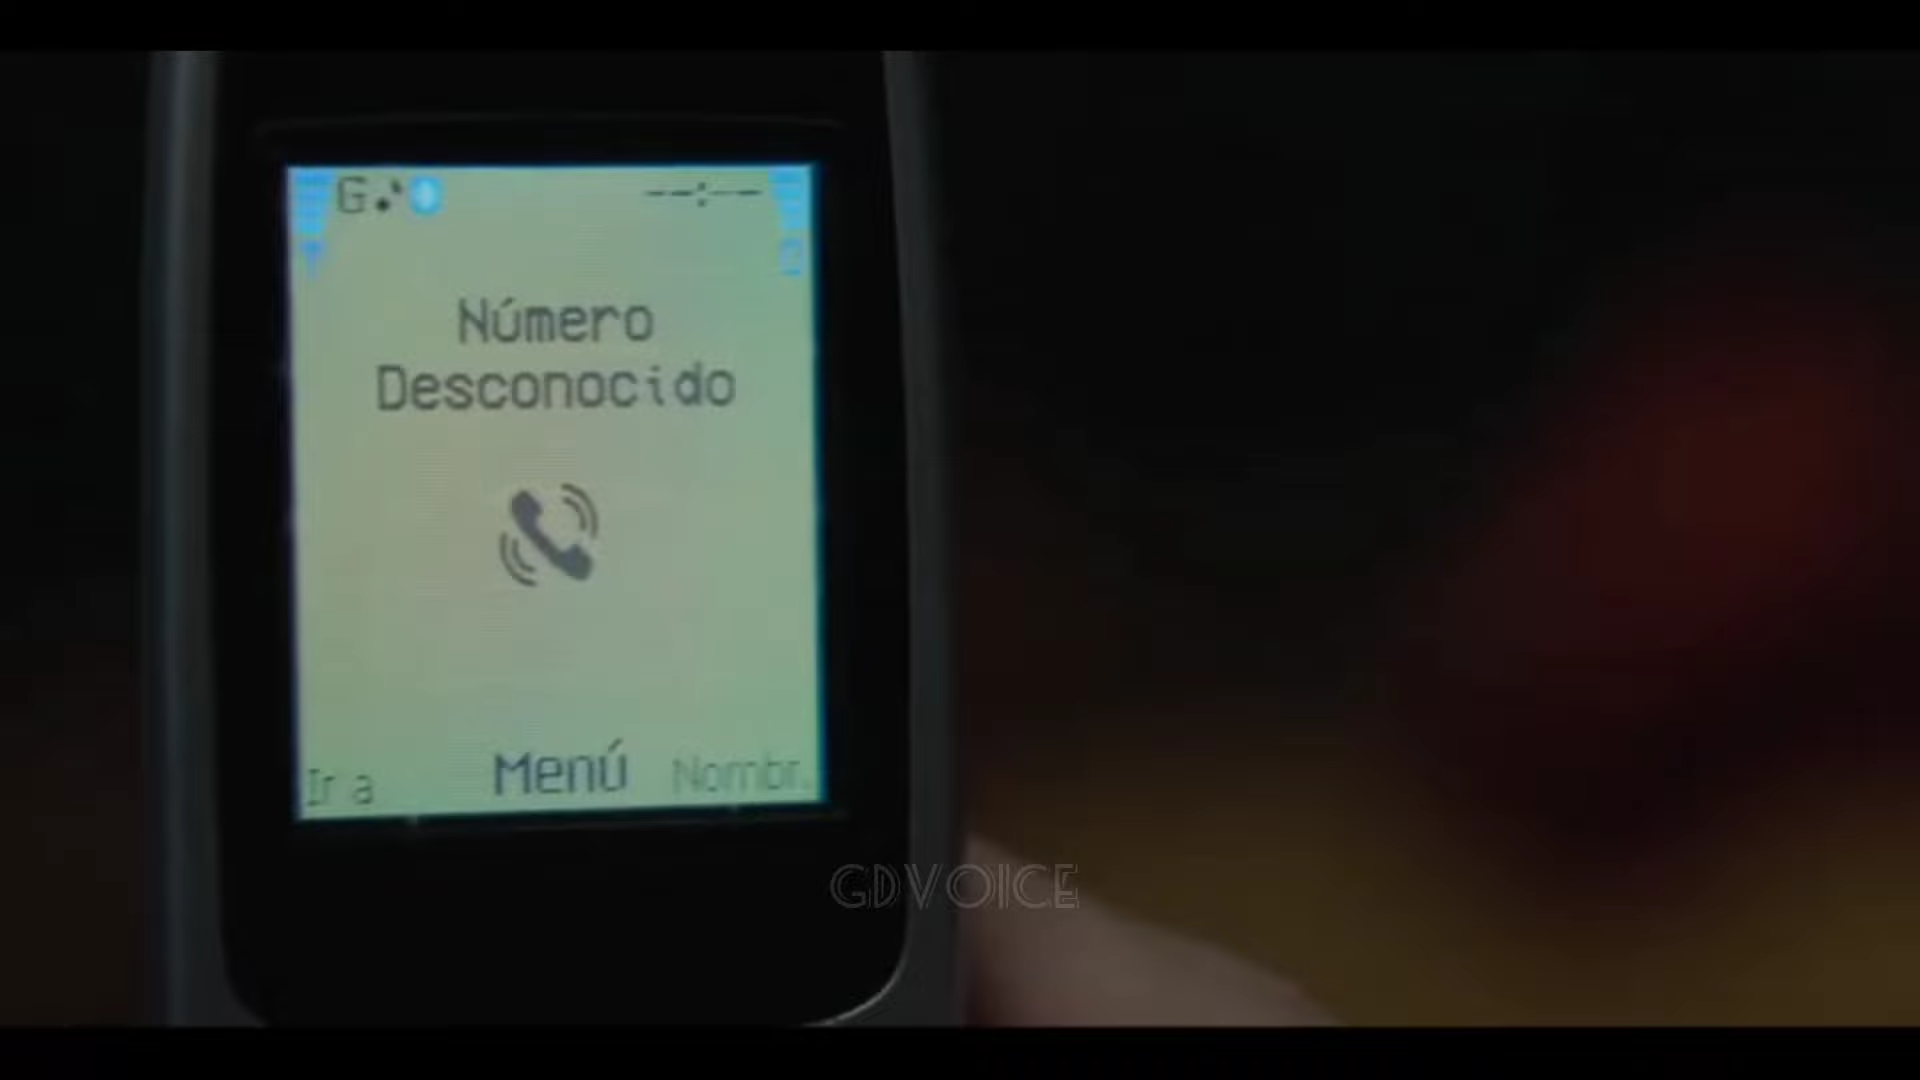 G
--:--
Número
Desconocido
Ir a
Menú
Nombr.
GDVOICE